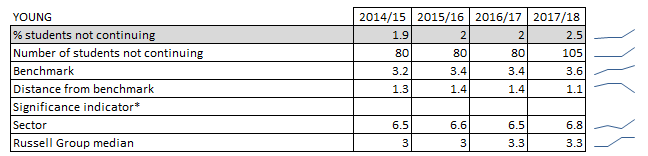 YOUNG 2014/15 2015/16 2016/17 2017/18
% students not continuing 1.9 2 2 2.5
Number of students not continuing 80 80 80 105
Benchmark 3.2 3.4 3.4 3.6
Distance from benchmark 1.3 1.4 1.4 1.1
Significance indicator*
Sector 6.5 6.6 6.5 6.8
Russell Group median 3 3 3.3 3.3